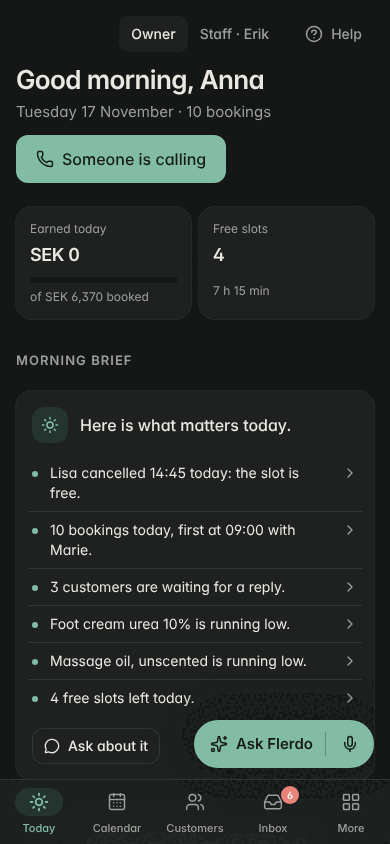 Owner
Staff · Erik
Help
Good morning, Anna
Tuesday 17 November · 10 bookings
Someone is calling
Earned today
SEK 0
of SEK 6,370 booked
Free slots
4
7 h 15 min
MORNING BRIEF
Here is what matters today.
Lisa cancelled 14:45 today: the slot is
free.
10 bookings today, first at 09:00 with
Marie.
3 customers are waiting for a reply.
Foot cream urea 10% is running low.
Massage oil, unscented is running low.
4 free slots left today.
Ask about it
Ask Flerdo
6
Today
Calendar
Customers
Inbox
More